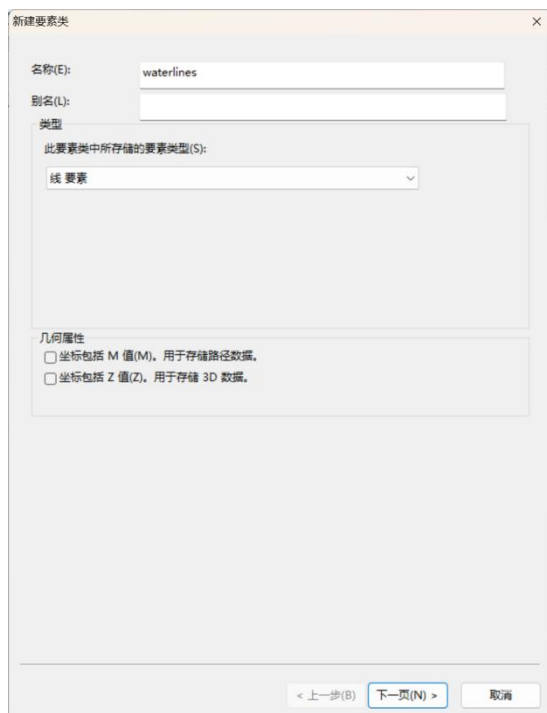 新建要素类
名称(E):
waterlines
别名(L):
类型
此要素类中所存储的要素类型(S):
线 要素
几何属性
坐标包括 M 值(M)。用于存储路径数据。
坐标包括 Z 值(Z)。用于存储 3D 数据。
< 上一步(B)
下一页(N) >
取消